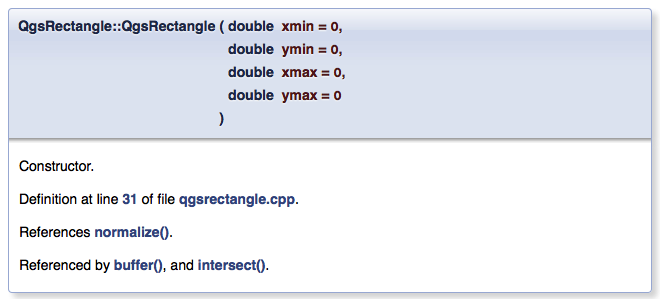 QgsRectangle::QgsRectangle ( double xmin = 0,
double ymin = 0,
double xmax = 0,
double ymax = 0
)
Constructor.
Definition at line 31 of file qgsrectangle.cpp.
References normalize().
Referenced by buffer(), and intersect().